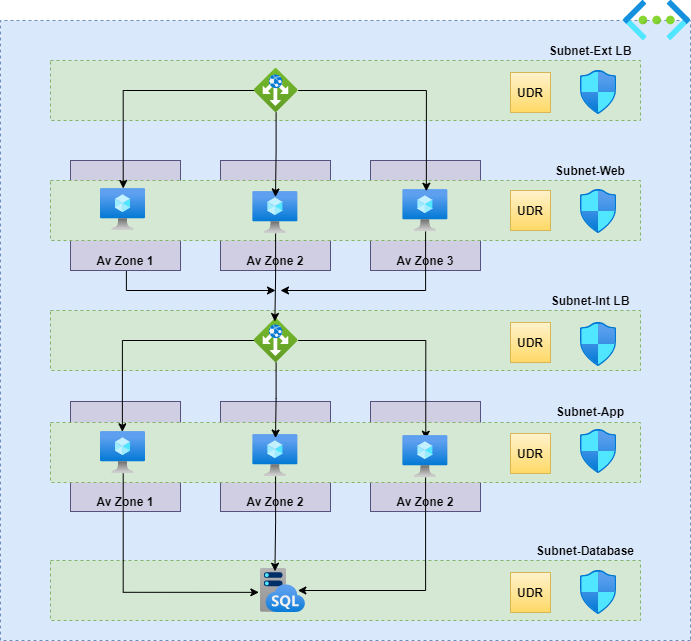 Subnet-Ext LB
UDR
Subnet-Web
UDR
Av Zone 1
Av Zone 2
Av Zone 3
Subnet-Int LB
UDR
Subnet-App
UDR
Av Zone 1
Av Zone 2
Av Zone 2
Subnet-Database
UDR
SQL